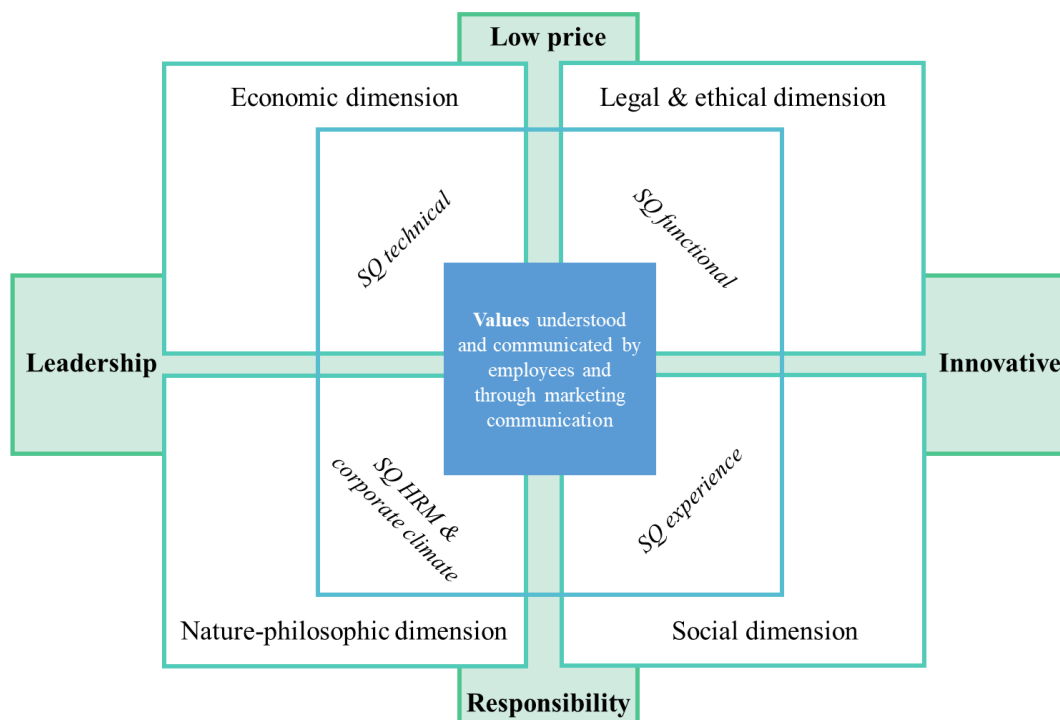 Low price
Economic dimension
Legal & ethical dimension
SQ technical
SQ functional
Values understood
and communicated by
employees and
through marketing
communication
Leadership
Innovative
SQ HRM &
corporate climate
SQ experience
Nature-philosophic dimension
Social dimension
Responsibility